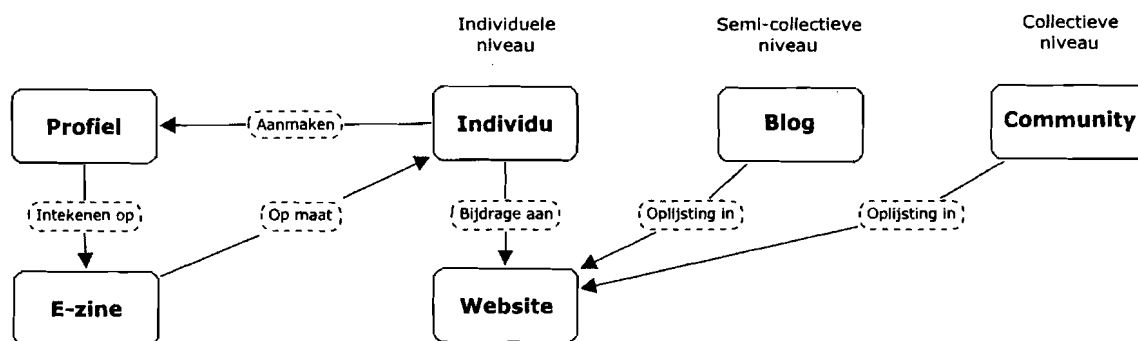 Individuele
niveau
Semi-collectieve
niveau
Collectieve
niveau
Profiel
Aanmaken
Individu
Blog
Community
Intekenen op
Op maat
Bijdrage aan
Oplijsting in
Oplijsting in
E-zine
Website